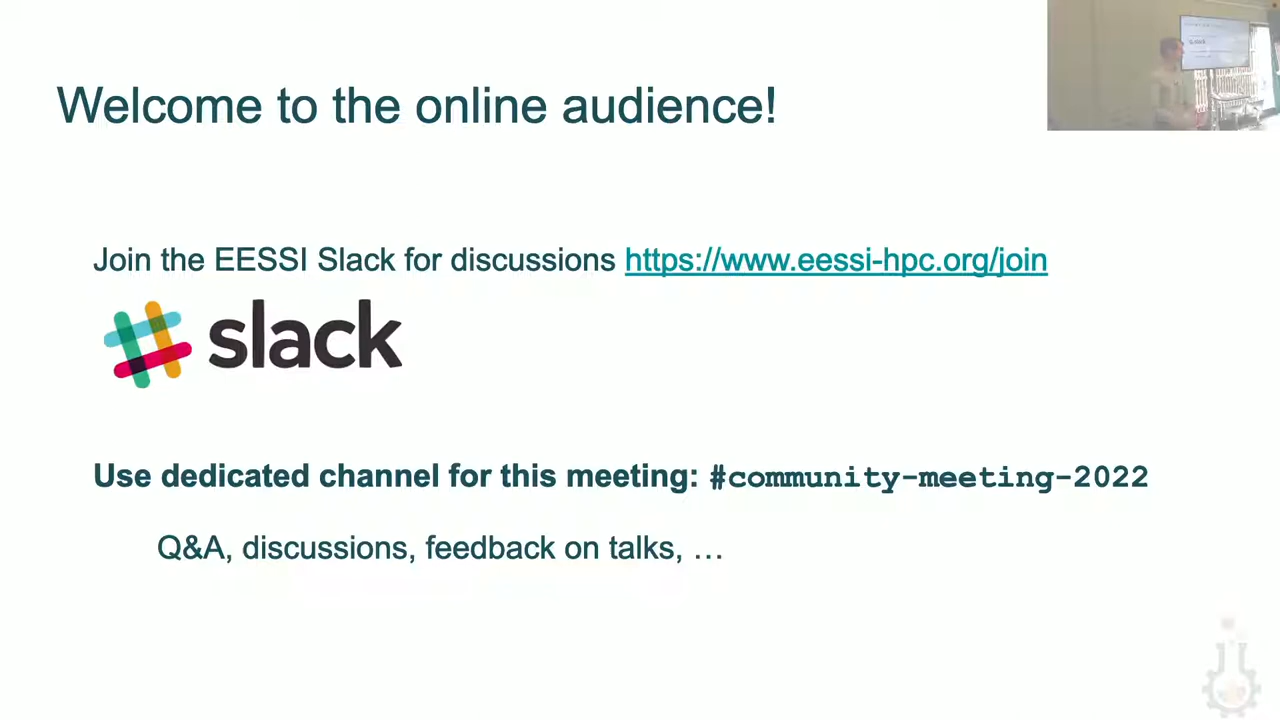 Welcome to the online audience!
Join the EESSI Slack for discussions https://www.eessi-hpc.org/join
slack
Use dedicated channel for this meeting: #community-meeting-2022
Q&A, discussions, feedback on talks, …